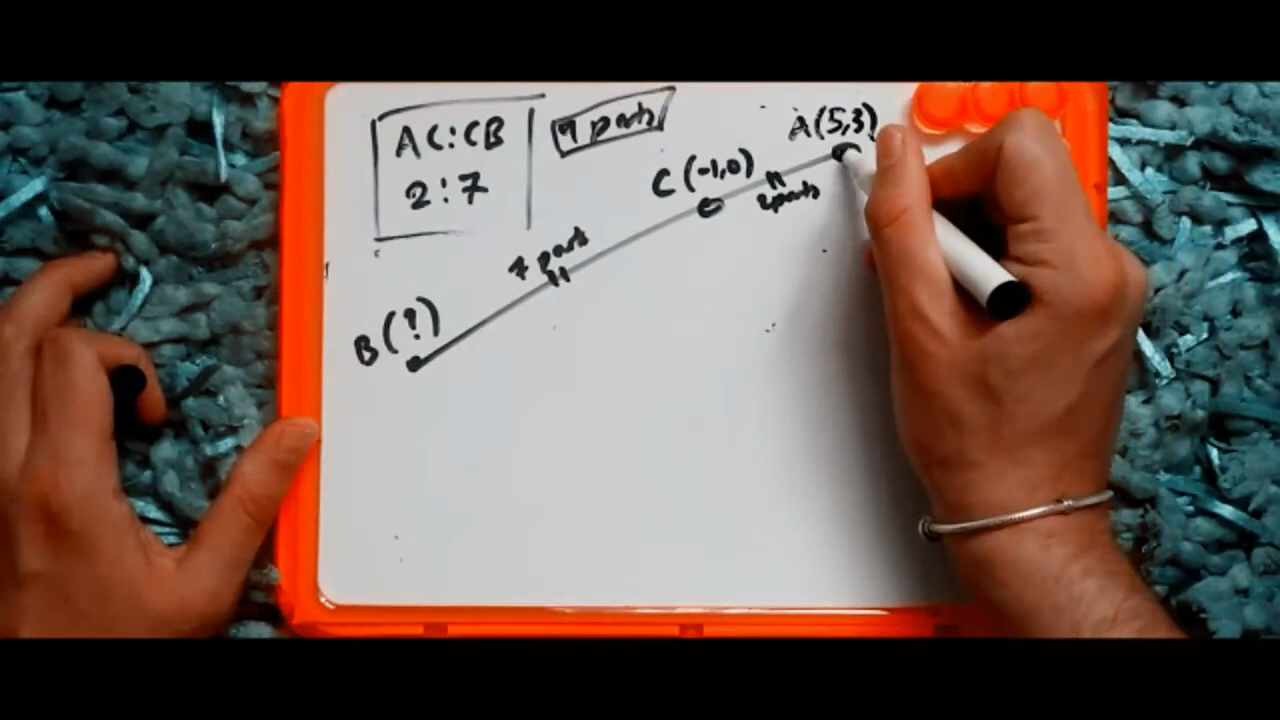 AC:CB
2:7
9 parts
A(5,3)
C(-1,0)
2 parts
7 parts
B(?)